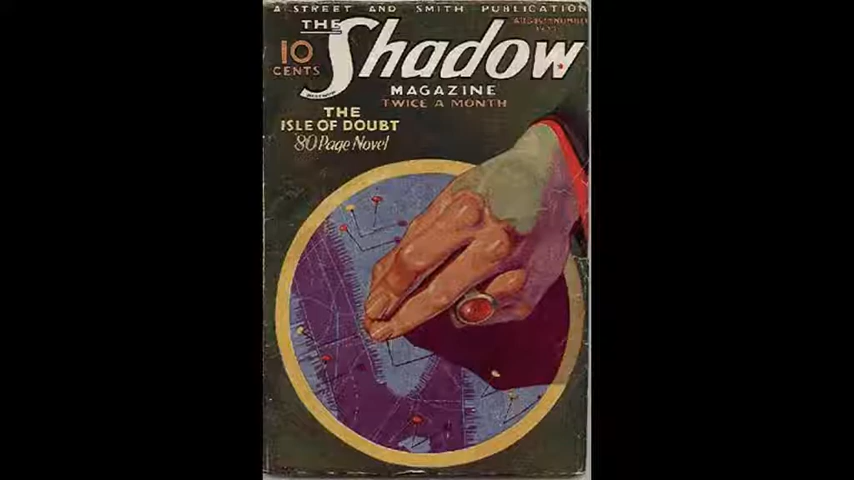 A STREET AND SMITH PUBLICATION
THE
Shadow
10
CENTS
MAGAZINE
TWICE A MONTH
THE
ISLE OF DOUBT
80 Page Novel